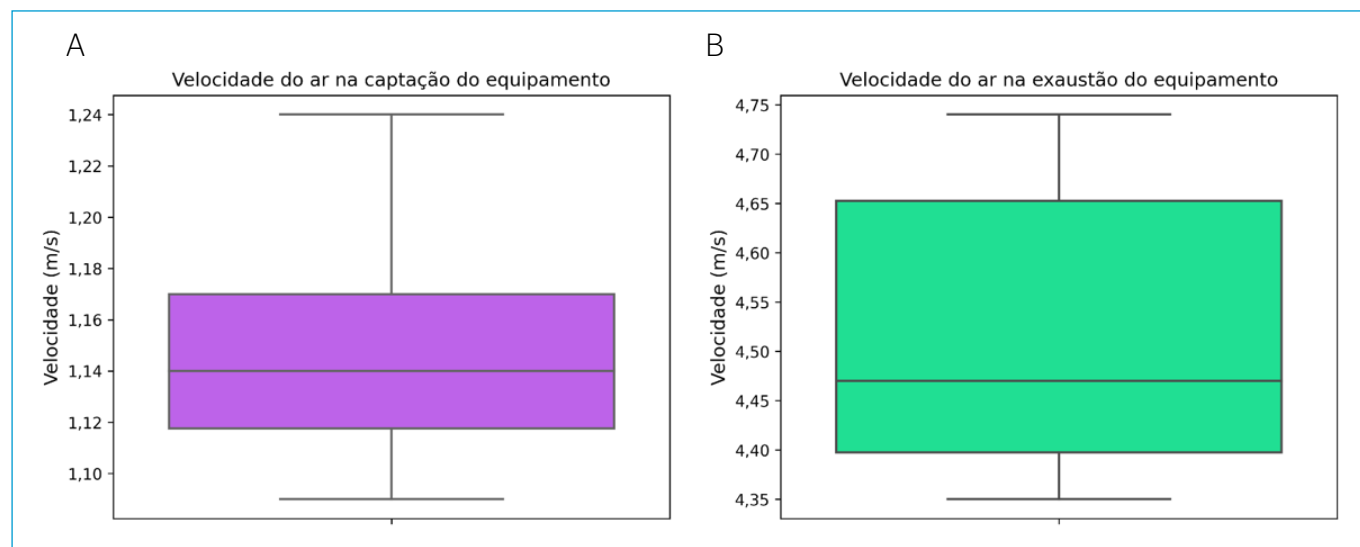 A
Velocidade do ar na captação do equipamento
Velocidade (m/s)
1,24
1,22
1,20
1,18
1,16
1,14
1,12
1,10
B
Velocidade do ar na exaustão do equipamento
Velocidade (m/s)
4,75
4,70
4,65
4,60
4,55
4,50
4,45
4,40
4,35